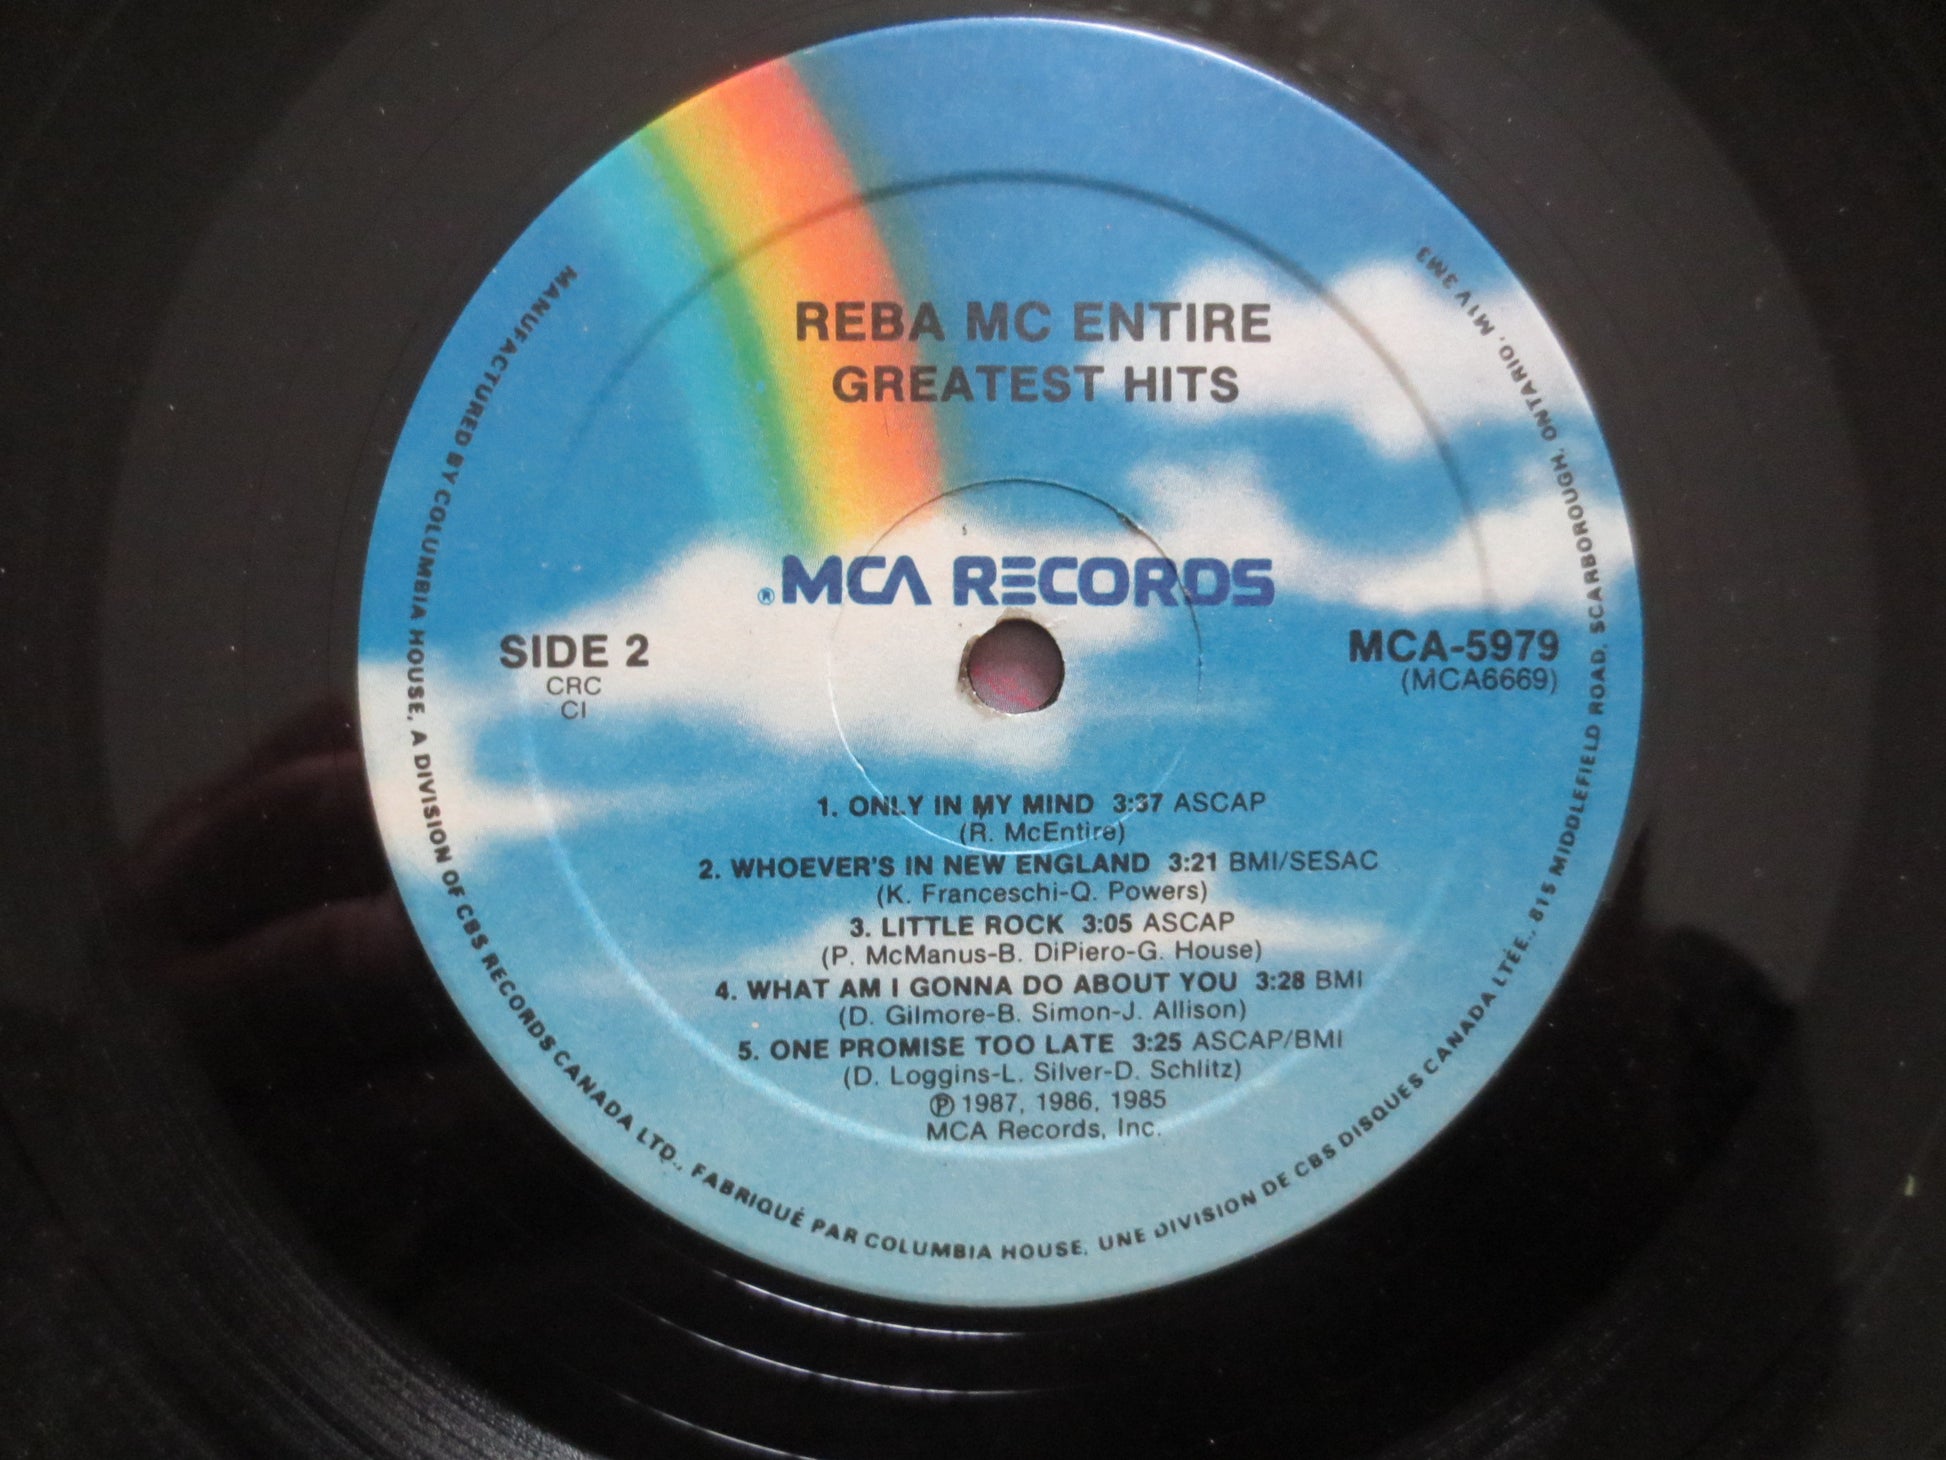 REBA MC ENTIRE
GREATEST HITS
®MCA RECORDS
SIDE 2
CRC
CI
MCA-5979
(MCA6669)
1. ONLY IN MY MIND 3:37 ASCAP
(R. McEntire)
2. WHOEVER'S IN NEW ENGLAND 3:21 BMI/SESAC
(K. Franceschi-Q. Powers)
3. LITTLE ROCK 3:05 ASCAP
(P. McManus-B. DiPiero-G. House)
4. WHAT AM I GONNA DO ABOUT YOU 3:28 BMI
(D. Gilmore-B. Simon-J. Allison)
5. ONE PROMISE TOO LATE 3:25 ASCAP/BMI
(D. Loggins-L. Silver-D. Schlitz)
Ⓟ 1987, 1986, 1985
MCA Records, Inc.
MANUFACTURED BY COLUMBIA HOUSE, A DIVISION OF CBS RECORDS CANADA LTD., FABRIQUÉ PAR COLUMBIA HOUSE, UNE DIVISION DE CBS DISQUES CANADA LTÉE., 815 MIDDLEFIELD ROAD, SCARBOROUGH, ONTARIO, M1V 3M3